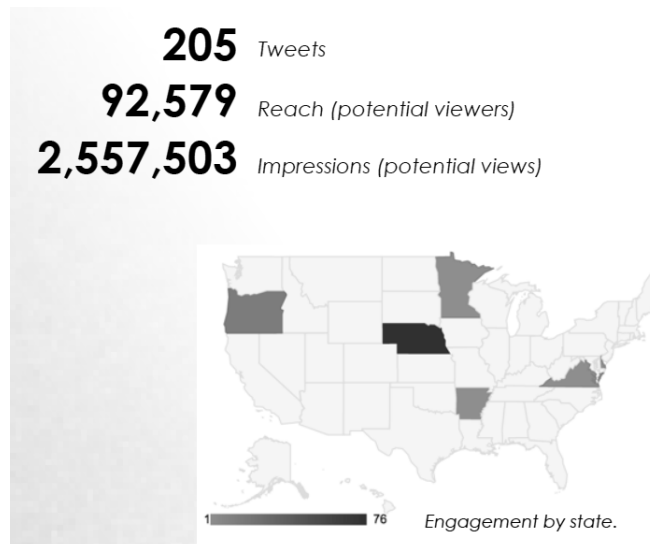 205 Tweets
92,579 Reach (potential viewers)
2,557,503 Impressions (potential views)
1 76
Engagement by state.